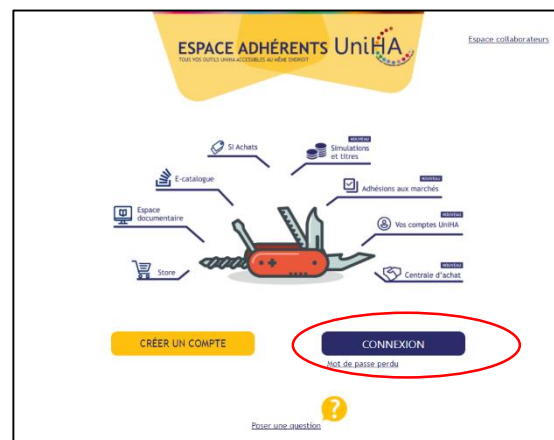 ESPACE ADHÉRENTS UniHA
TOUS VOS OUTILS UNIHA ACCESSIBLES AU MÊME ENDROIT
Espace collaborateurs
SI Achats
NOUVEAU
Simulations
et titres
E-catalogue
NOUVEAU
Adhésions aux marchés
Espace
documentaire
NOUVEAU
Vos comptes UniHA
Store
NOUVEAU
Centrale d'achat
CRÉER UN COMPTE
CONNEXION
Mot de passe perdu
?
Poser une question